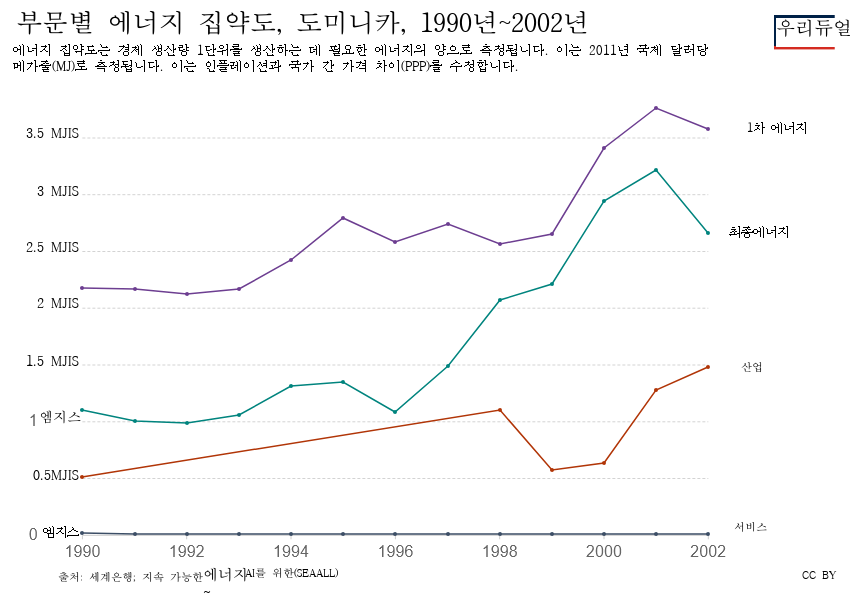 부문별 에너지 집약도, 도미니카, 1990년~2002년
우리듀얼
에너지 집약도는 경제 생산량 1단위를 생산하는 데 필요한 에너지의 양으로 측정됩니다. 이는 2011년 국제 달러당
메가줄(MJ)로 측정됩니다. 이는 인플레이션과 국가 간 가격 차이(PPP)를 수정합니다.
3.5 MJIS
1차 에너지
3 MJIS
최종에너지
2.5 MJIS
2 MJIS
1.5 MJIS
산업
1 엠지스
0.5MJIS
서비스
0 엠지스
1990 1992 1994 1996 1998 2000 2002
출처: 세계은행; 지속 가능한에너지AI를 위한(SEAALL)
~
CC BY